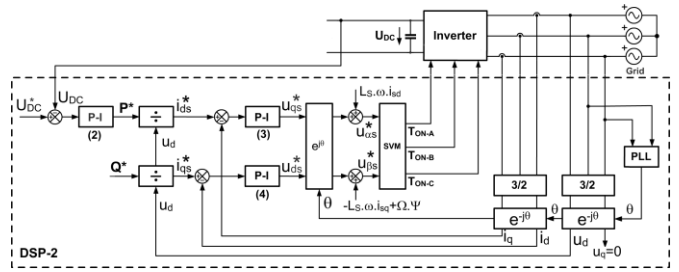 U_DC
Inverter
+
+
+
Grid
U*_DC
U_DC
P-I
(2)
P*
÷
i*_ds
P-I
(3)
u*_qs
e^jθ
L_S.ω.i_sd
u*_αs
SVM
T_ON-A
T_ON-B
T_ON-C
u_d
Q*
÷
i*_qs
P-I
(4)
u*_ds
u*_βs
u_d
θ
-L_S.ω.i_sq+Ω.Ψ
3/2
3/2
PLL
e^-jθ
θ
e^-jθ
θ
i_q
i_d
u_d
u_q=0
DSP-2